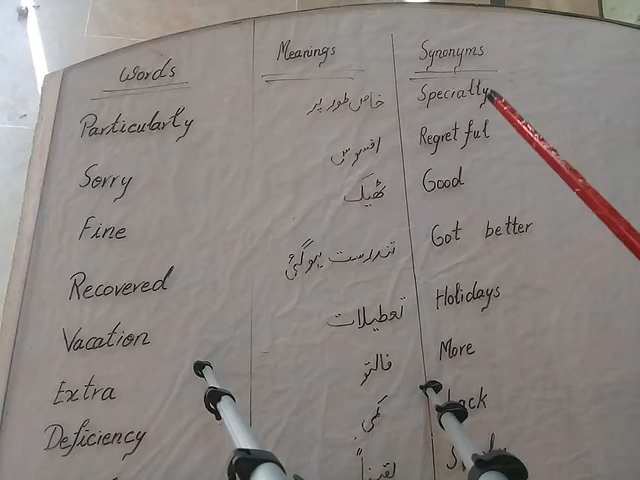 Words Meanings Synonyms
Particularly خاص طور پر Specialty
Sorry افسوس Regretful
Fine ٹھیک Good
Recovered تندرست ہوگئی Got better
Vacation تعطیلات Holidays
Extra فالتو More
Deficiency کمی